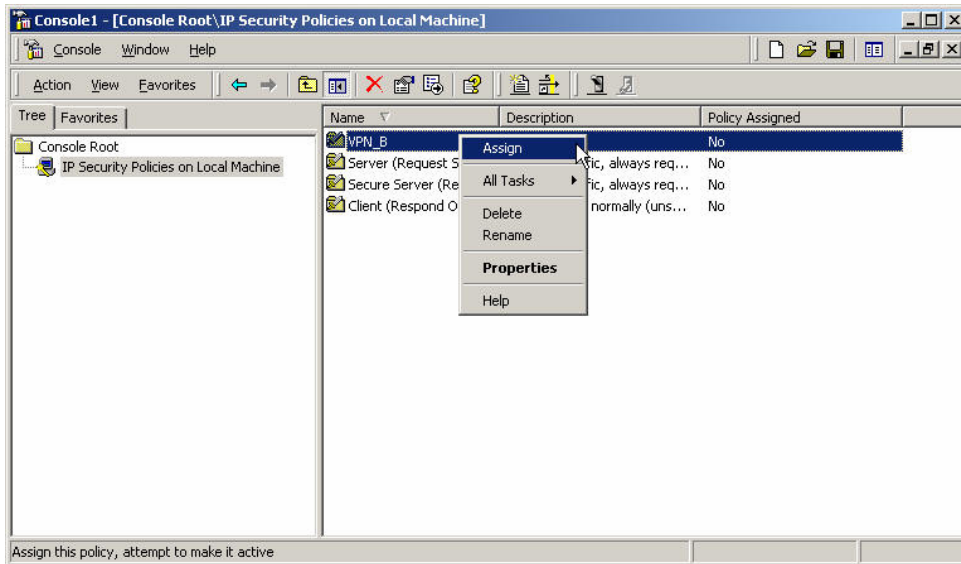 Console1 - [Console Root\IP Security Policies on Local Machine]
Console Window Help
Action View Favorites
Tree Favorites
Name Description Policy Assigned
Console Root
IP Security Policies on Local Machine
VPN_B No
Server (Request S fic, always req... No
Secure Server (Re fic, always req... No
Client (Respond O normally (uns... No
Assign
All Tasks
Delete
Rename
Properties
Help
Assign this policy, attempt to make it active